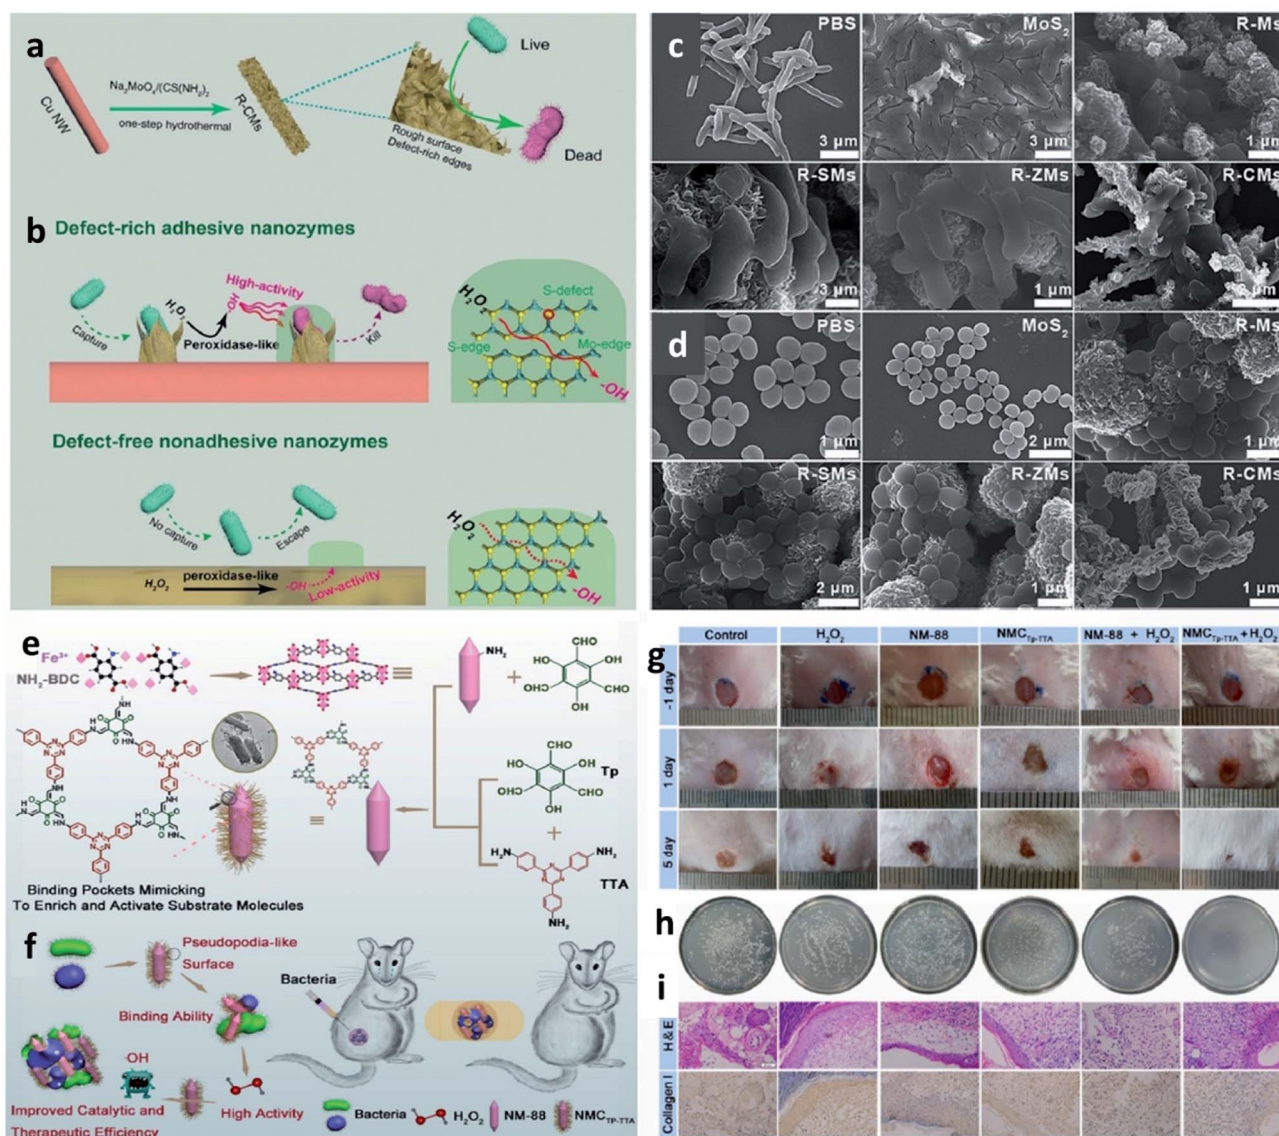 a
Live
Cu NW
Na₂MoO₄/(CS(NH₂)₂
one-step hydrothermal
R-CMs
Rough surface
Defect-rich edges
Dead
b
Defect-rich adhesive nanozymes
Capture
H₂O₂
·OH
High-activity
Peroxidase-like
Kill
H₂O₂
S-defect
S-edge
Mo-edge
·OH
Defect-free nonadhesive nanozymes
No capture
Escape
H₂O₂
peroxidase-like
·OH
Low-activity
H₂O₂
·OH
c
PBS
3 µm
MoS₂
3 µm
R-Ms
1 µm
R-SMs
3 µm
R-ZMs
1 µm
R-CMs
1 µm
d
PBS
1 µm
MoS₂
2 µm
R-Ms
1 µm
R-SMs
2 µm
R-ZMs
1 µm
R-CMs
1 µm
e
Fe³⁺
NH₂-BDC
NH₂
+
CHO
HO
OH
OHC
CHO
OH
CHO
HO
OH
Tp
OHC
CHO
OH
+
H₂N
NH₂
TTA
NH₂
Binding Pockets Mimicking
To Enrich and Activate Substrate Molecules
f
Pseudopodia-like
Surface
Binding Ability
·OH
High Activity
Improved Catalytic and
Therapeutic Efficiency
Bacteria
Bacteria
H₂O₂
NM-88
NMC_TP-TTA
g
Control
H₂O₂
NM-88
NMC_Tp-TTA
NM-88 + H₂O₂
NMC_Tp-TTA+H₂O₂
-1 day
1 day
5 day
h
i
H&E
Collagen I